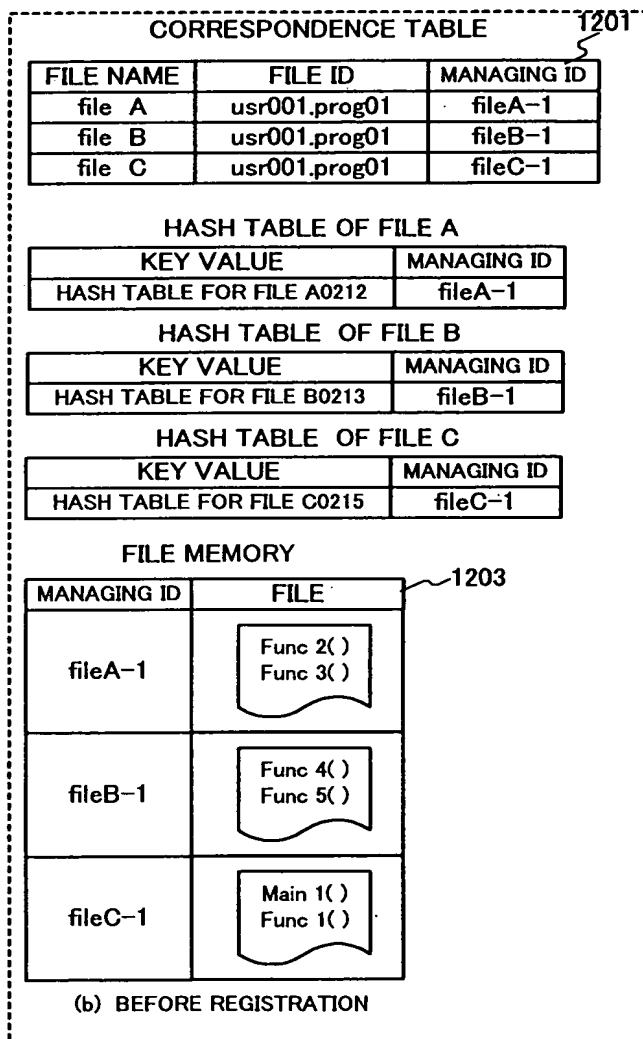 CORRESPONDENCE TABLE 1201
FILE NAME FILE ID MANAGING ID
file A usr001.prog01 fileA-1
file B usr001.prog01 fileB-1
file C usr001.prog01 fileC-1
HASH TABLE OF FILE A
KEY VALUE MANAGING ID
HASH TABLE FOR FILE A0212 fileA-1
HASH TABLE OF FILE B
KEY VALUE MANAGING ID
HASH TABLE FOR FILE B0213 fileB-1
HASH TABLE OF FILE C
KEY VALUE MANAGING ID
HASH TABLE FOR FILE C0215 fileC-1
FILE MEMORY
1203
MANAGING ID FILE
fileA-1
Func 2( )
Func 3( )
fileB-1
Func 4( )
Func 5( )
fileC-1
Main 1( )
Func 1( )
(b) BEFORE REGISTRATION